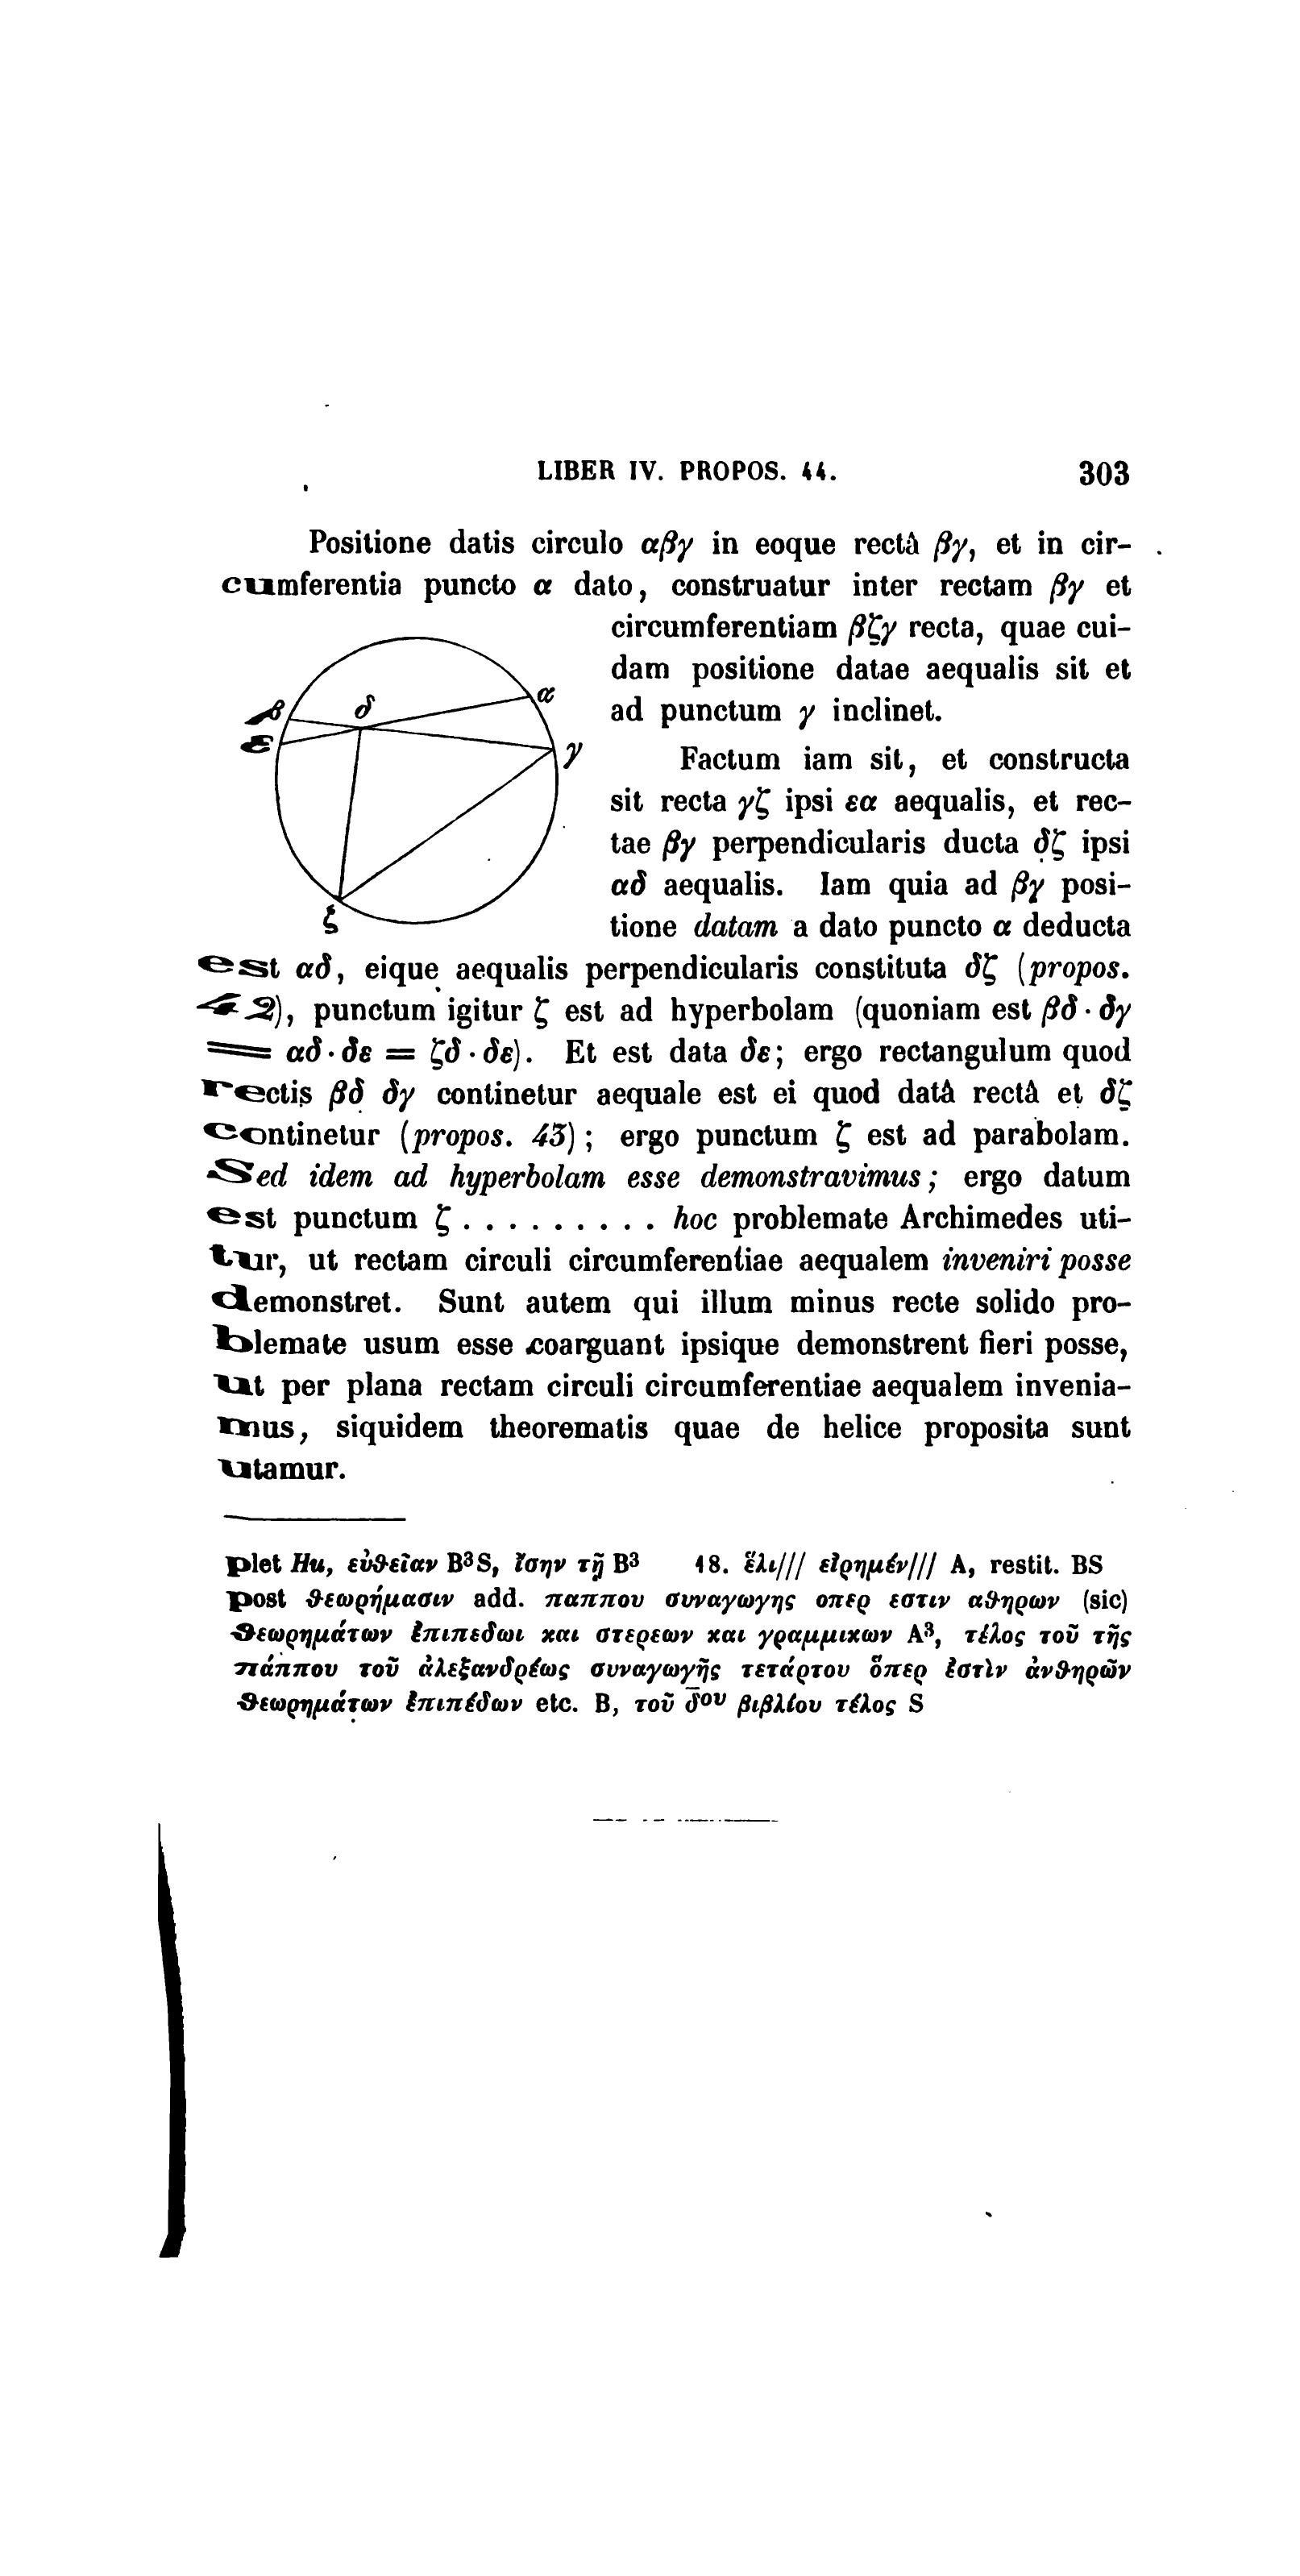 LIBER IV. PROPOS. 44. 303
Positione datis circulo αβγ in eoque rectâ βγ, et in cir-
cumferentia puncto α dato, construatur inter rectam βγ et
circumferentiam βζγ recta, quae cui-
dam positione datae aequalis sit et
ad punctum γ inclinet.
Factum iam sit, et constructa
sit recta γζ ipsi εα aequalis, et rec-
tae βγ perpendicularis ducta δζ ipsi
αδ aequalis. Iam quia ad βγ posi-
tione datam a dato puncto α deducta
β
δ
α
ε
γ
ζ
est αδ, eique aequalis perpendicularis constituta δζ (propos.
42), punctum igitur ζ est ad hyperbolam (quoniam est βδ · δγ
= αδ · δε = ζδ · δε). Et est data δε; ergo rectangulum quod
rectis βδ δγ continetur aequale est ei quod datâ rectâ et δζ
continetur (propos. 43); ergo punctum ζ est ad parabolam.
Sed idem ad hyperbolam esse demonstravimus; ergo datum
est punctum ζ . . . . . . . . . hoc problemate Archimedes uti-
tur, ut rectam circuli circumferentiae aequalem inveniri posse
demonstret. Sunt autem qui illum minus recte solido pro-
blemate usum esse coarguant ipsique demonstrent fieri posse,
ut per plana rectam circuli circumferentiae aequalem invenia-
mus, siquidem theorematis quae de helice proposita sunt
utamur.
plet Hu, εὐθεῖαν B³S, ἴσην τῇ B³ 18. ἕλι/// εἰρημέν/// A, restit. BS
post θεωρήμασιν add. παππου συναγωγης οπερ εστιν αθηρων (sic)
θεωρημάτων ἐπιπεδωι και στερεων και γραμμικων A³, τέλος τοῦ τῆς
πάππου τοῦ ἀλεξανδρέως συναγωγῆς τετάρτου ὅπερ ἐστὶν ἀνθηρῶν
θεωρημάτων ἐπιπέδων etc. B, τοῦ δ̅ου βιβλίου τέλος S